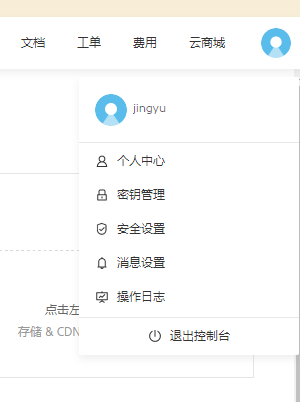 文档 工单 费用 云商城
jingyu
个人中心
密钥管理
安全设置
消息设置
操作日志
点击左
存储 & CDN
退出控制台